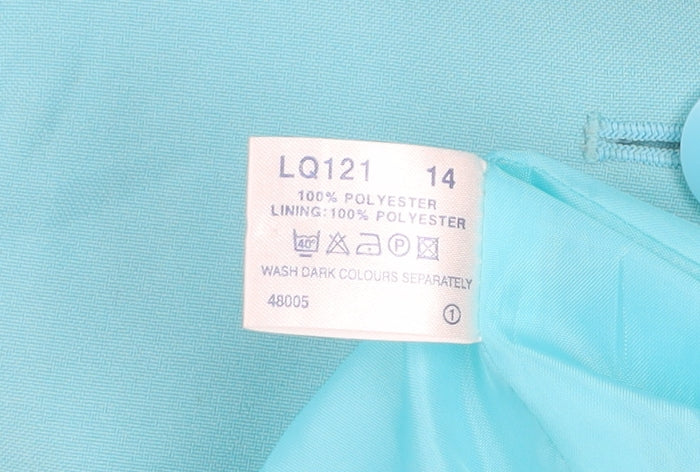 LQ121 14
100% POLYESTER
LINING:100% POLYESTER
40° P
WASH DARK COLOURS SEPARATELY
48005 1